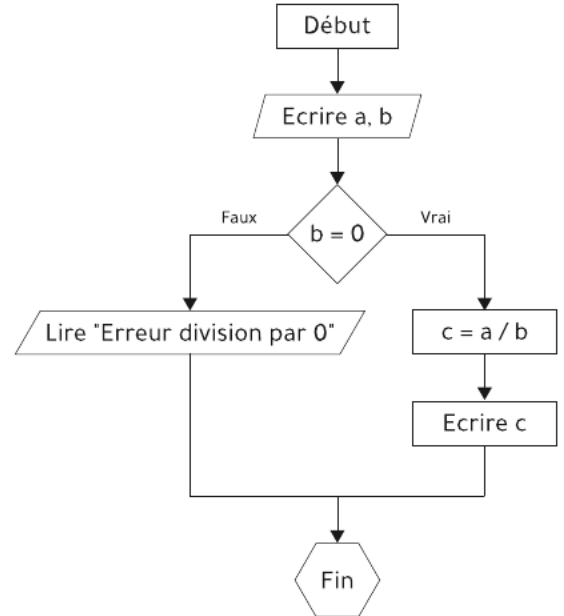 Début
Ecrire a, b
b = 0
Faux
Vrai
Lire "Erreur division par 0"
c = a / b
Ecrire c
Fin